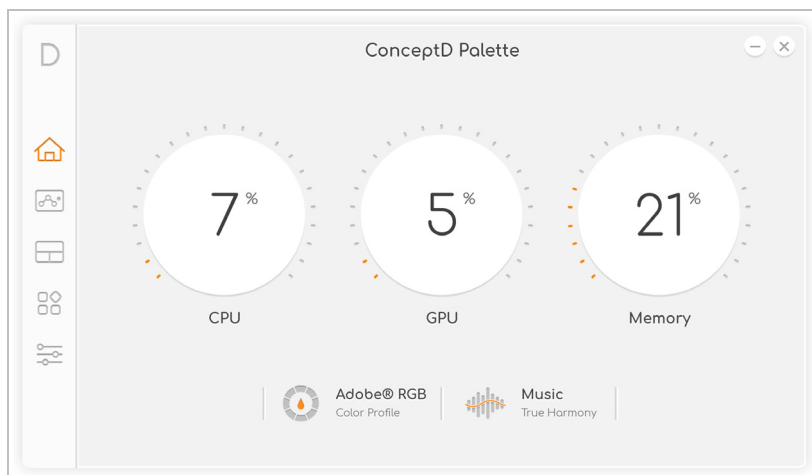 D
ConceptD Palette
7%
5%
21%
CPU
GPU
Memory
Adobe® RGB
Color Profile
Music
True Harmony